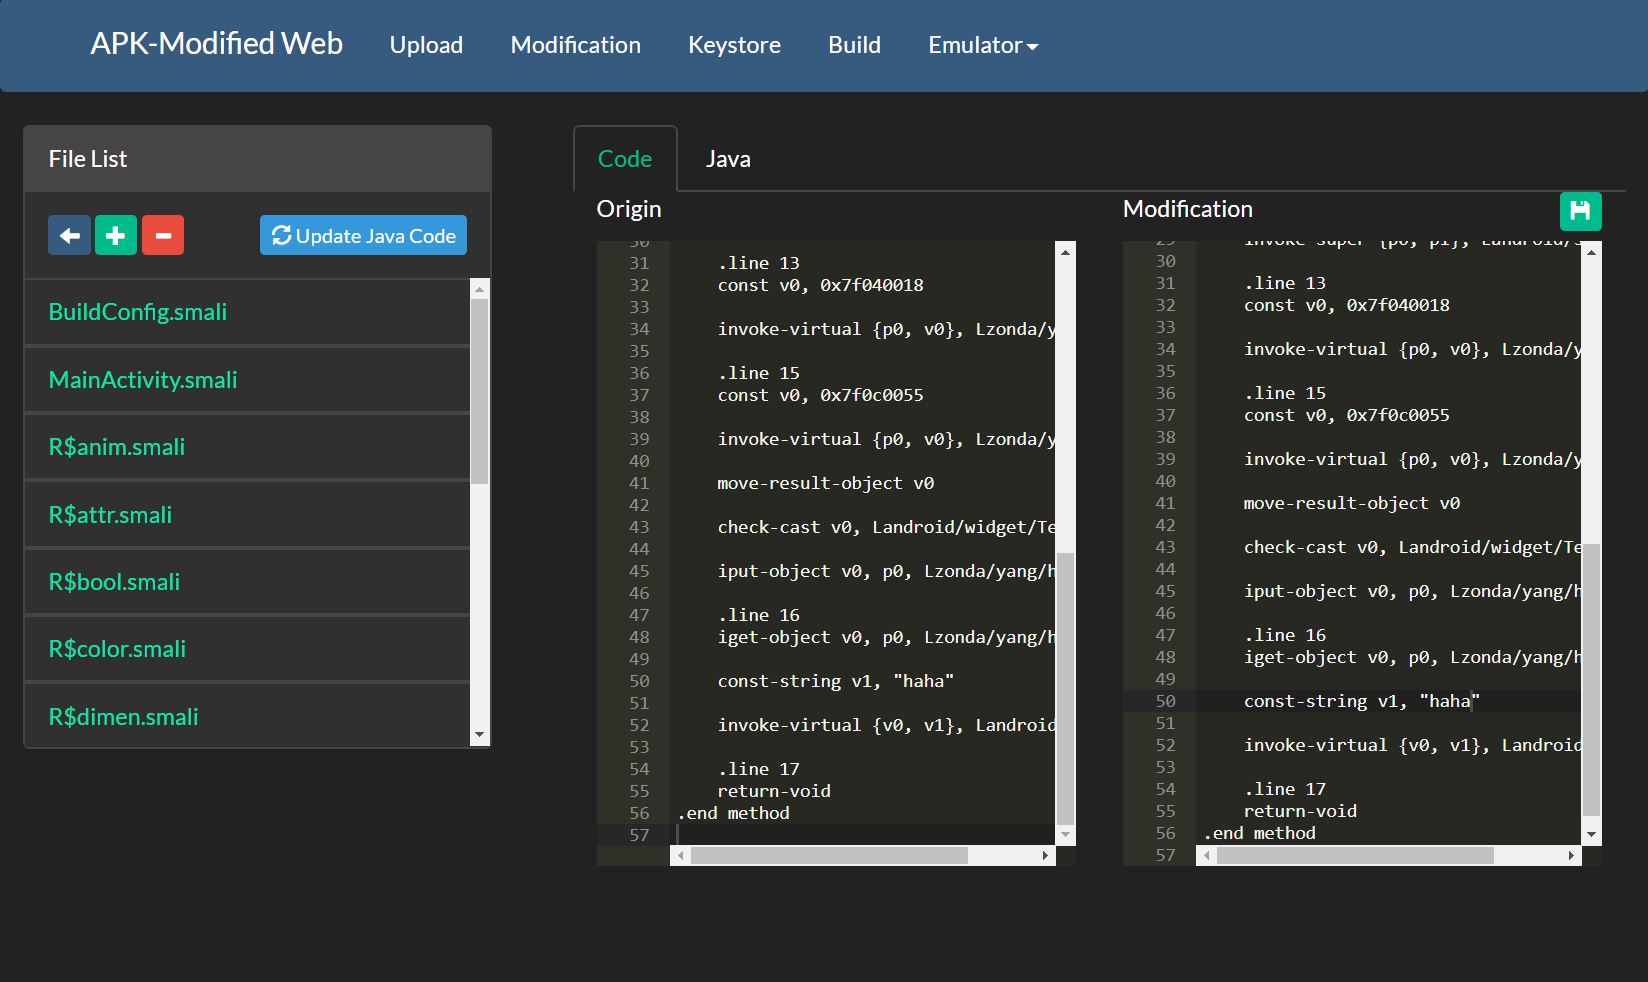 APK-Modified Web Upload Modification Keystore Build Emulator
File List
Update Java Code
BuildConfig.smali
MainActivity.smali
R$anim.smali
R$attr.smali
R$bool.smali
R$color.smali
R$dimen.smali
Code Java
Origin
30
31 .line 13
32 const v0, 0x7f040018
33
34 invoke-virtual {p0, v0}, Lzonda/y
35
36 .line 15
37 const v0, 0x7f0c0055
38
39 invoke-virtual {p0, v0}, Lzonda/y
40
41 move-result-object v0
42
43 check-cast v0, Landroid/widget/Te
44
45 iput-object v0, p0, Lzonda/yang/h
46
47 .line 16
48 iget-object v0, p0, Lzonda/yang/h
49
50 const-string v1, "haha"
51
52 invoke-virtual {v0, v1}, Landroid
53
54 .line 17
55 return-void
56 .end method
57
Modification
29 invoke-super {p0, p1}, Landroid/s
30
31 .line 13
32 const v0, 0x7f040018
33
34 invoke-virtual {p0, v0}, Lzonda/y
35
36 .line 15
37 const v0, 0x7f0c0055
38
39 invoke-virtual {p0, v0}, Lzonda/y
40
41 move-result-object v0
42
43 check-cast v0, Landroid/widget/Te
44
45 iput-object v0, p0, Lzonda/yang/h
46
47 .line 16
48 iget-object v0, p0, Lzonda/yang/h
49
50 const-string v1, "haha"
51
52 invoke-virtual {v0, v1}, Landroid
53
54 .line 17
55 return-void
56 .end method
57